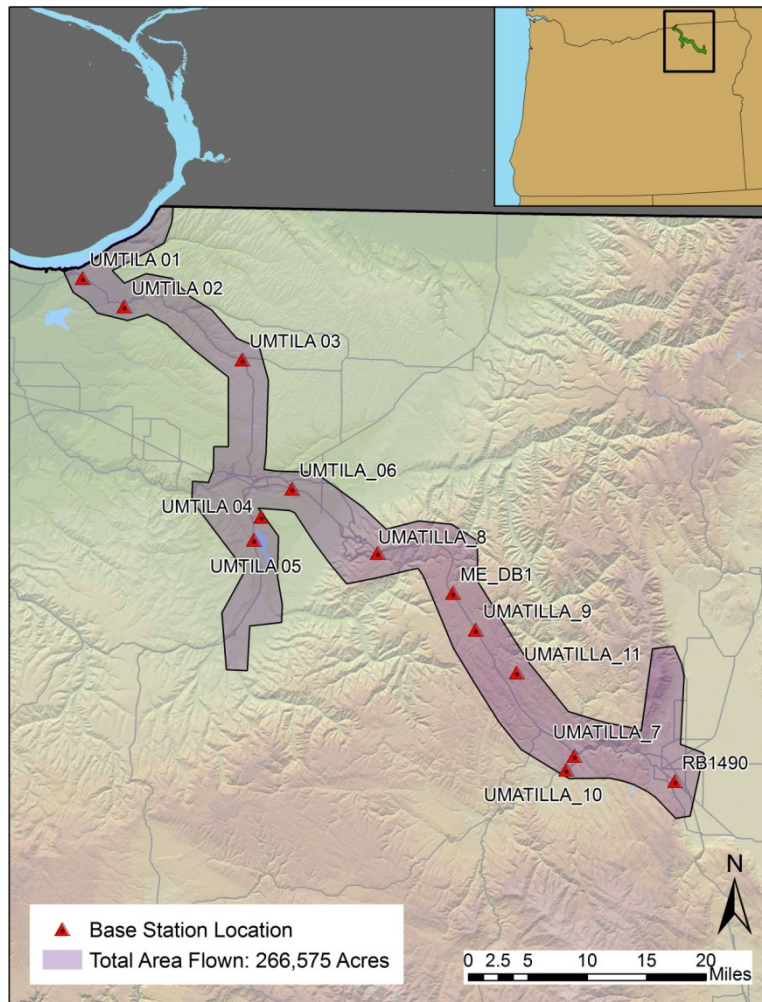 UMTILA 01
UMTILA 02
UMTILA 03
UMTILA_06
UMTILA 04
UMATILLA_8
UMTILA 05
ME_DB1
UMATILLA_9
UMATILLA_11
UMATILLA_7
RB1490
UMATILLA_10
N
Base Station Location
Total Area Flown: 266,575 Acres
0 2.5 5 10 15 20
Miles